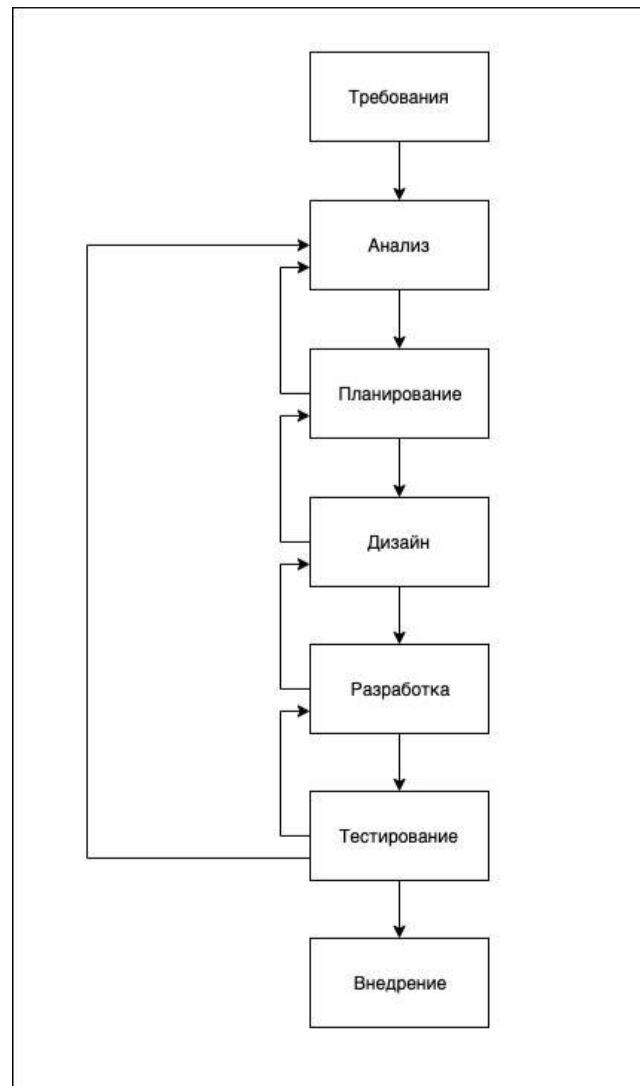 Требования
Анализ
Планирование
Дизайн
Разработка
Тестирование
Внедрение